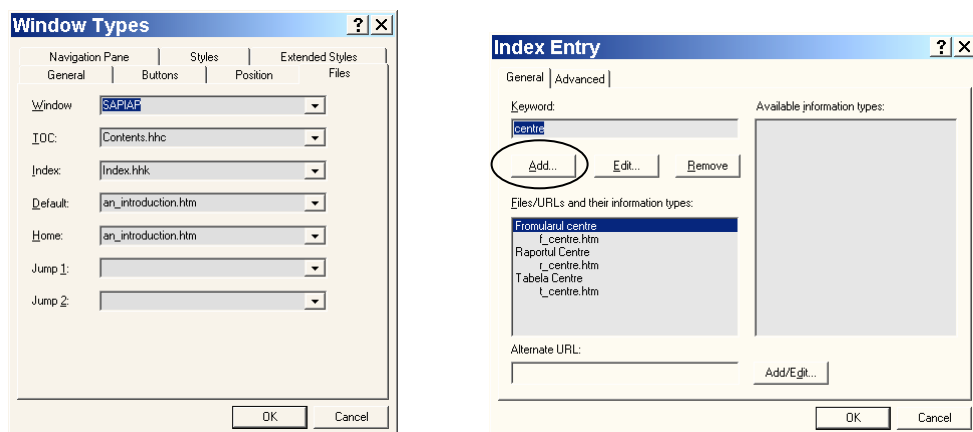 Window Types
Navigation Pane Styles Extended Styles
General Buttons Position Files
Window SAPIAP
TOC: Contents.hhc
Index: Index.hhk
Default: an_introduction.htm
Home: an_introduction.htm
Jump 1:
Jump 2:
OK Cancel
Index Entry
General Advanced
Keyword: Available information types:
centre
Add... Edit... Remove
Files/URLs and their information types:
Fromularul centre
f_centre.htm
Raportul Centre
r_centre.htm
Tabela Centre
t_centre.htm
Alternate URL:
Add/Edit...
OK Cancel